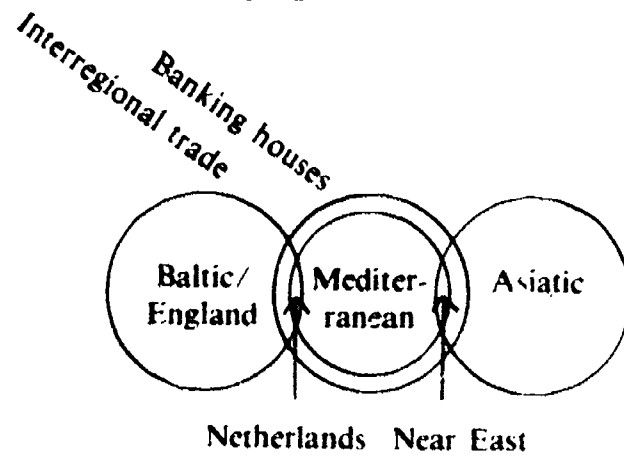 Interregional trade
Banking houses
Baltic/
England
Mediter-
ranean
Asiatic
Netherlands
Near East